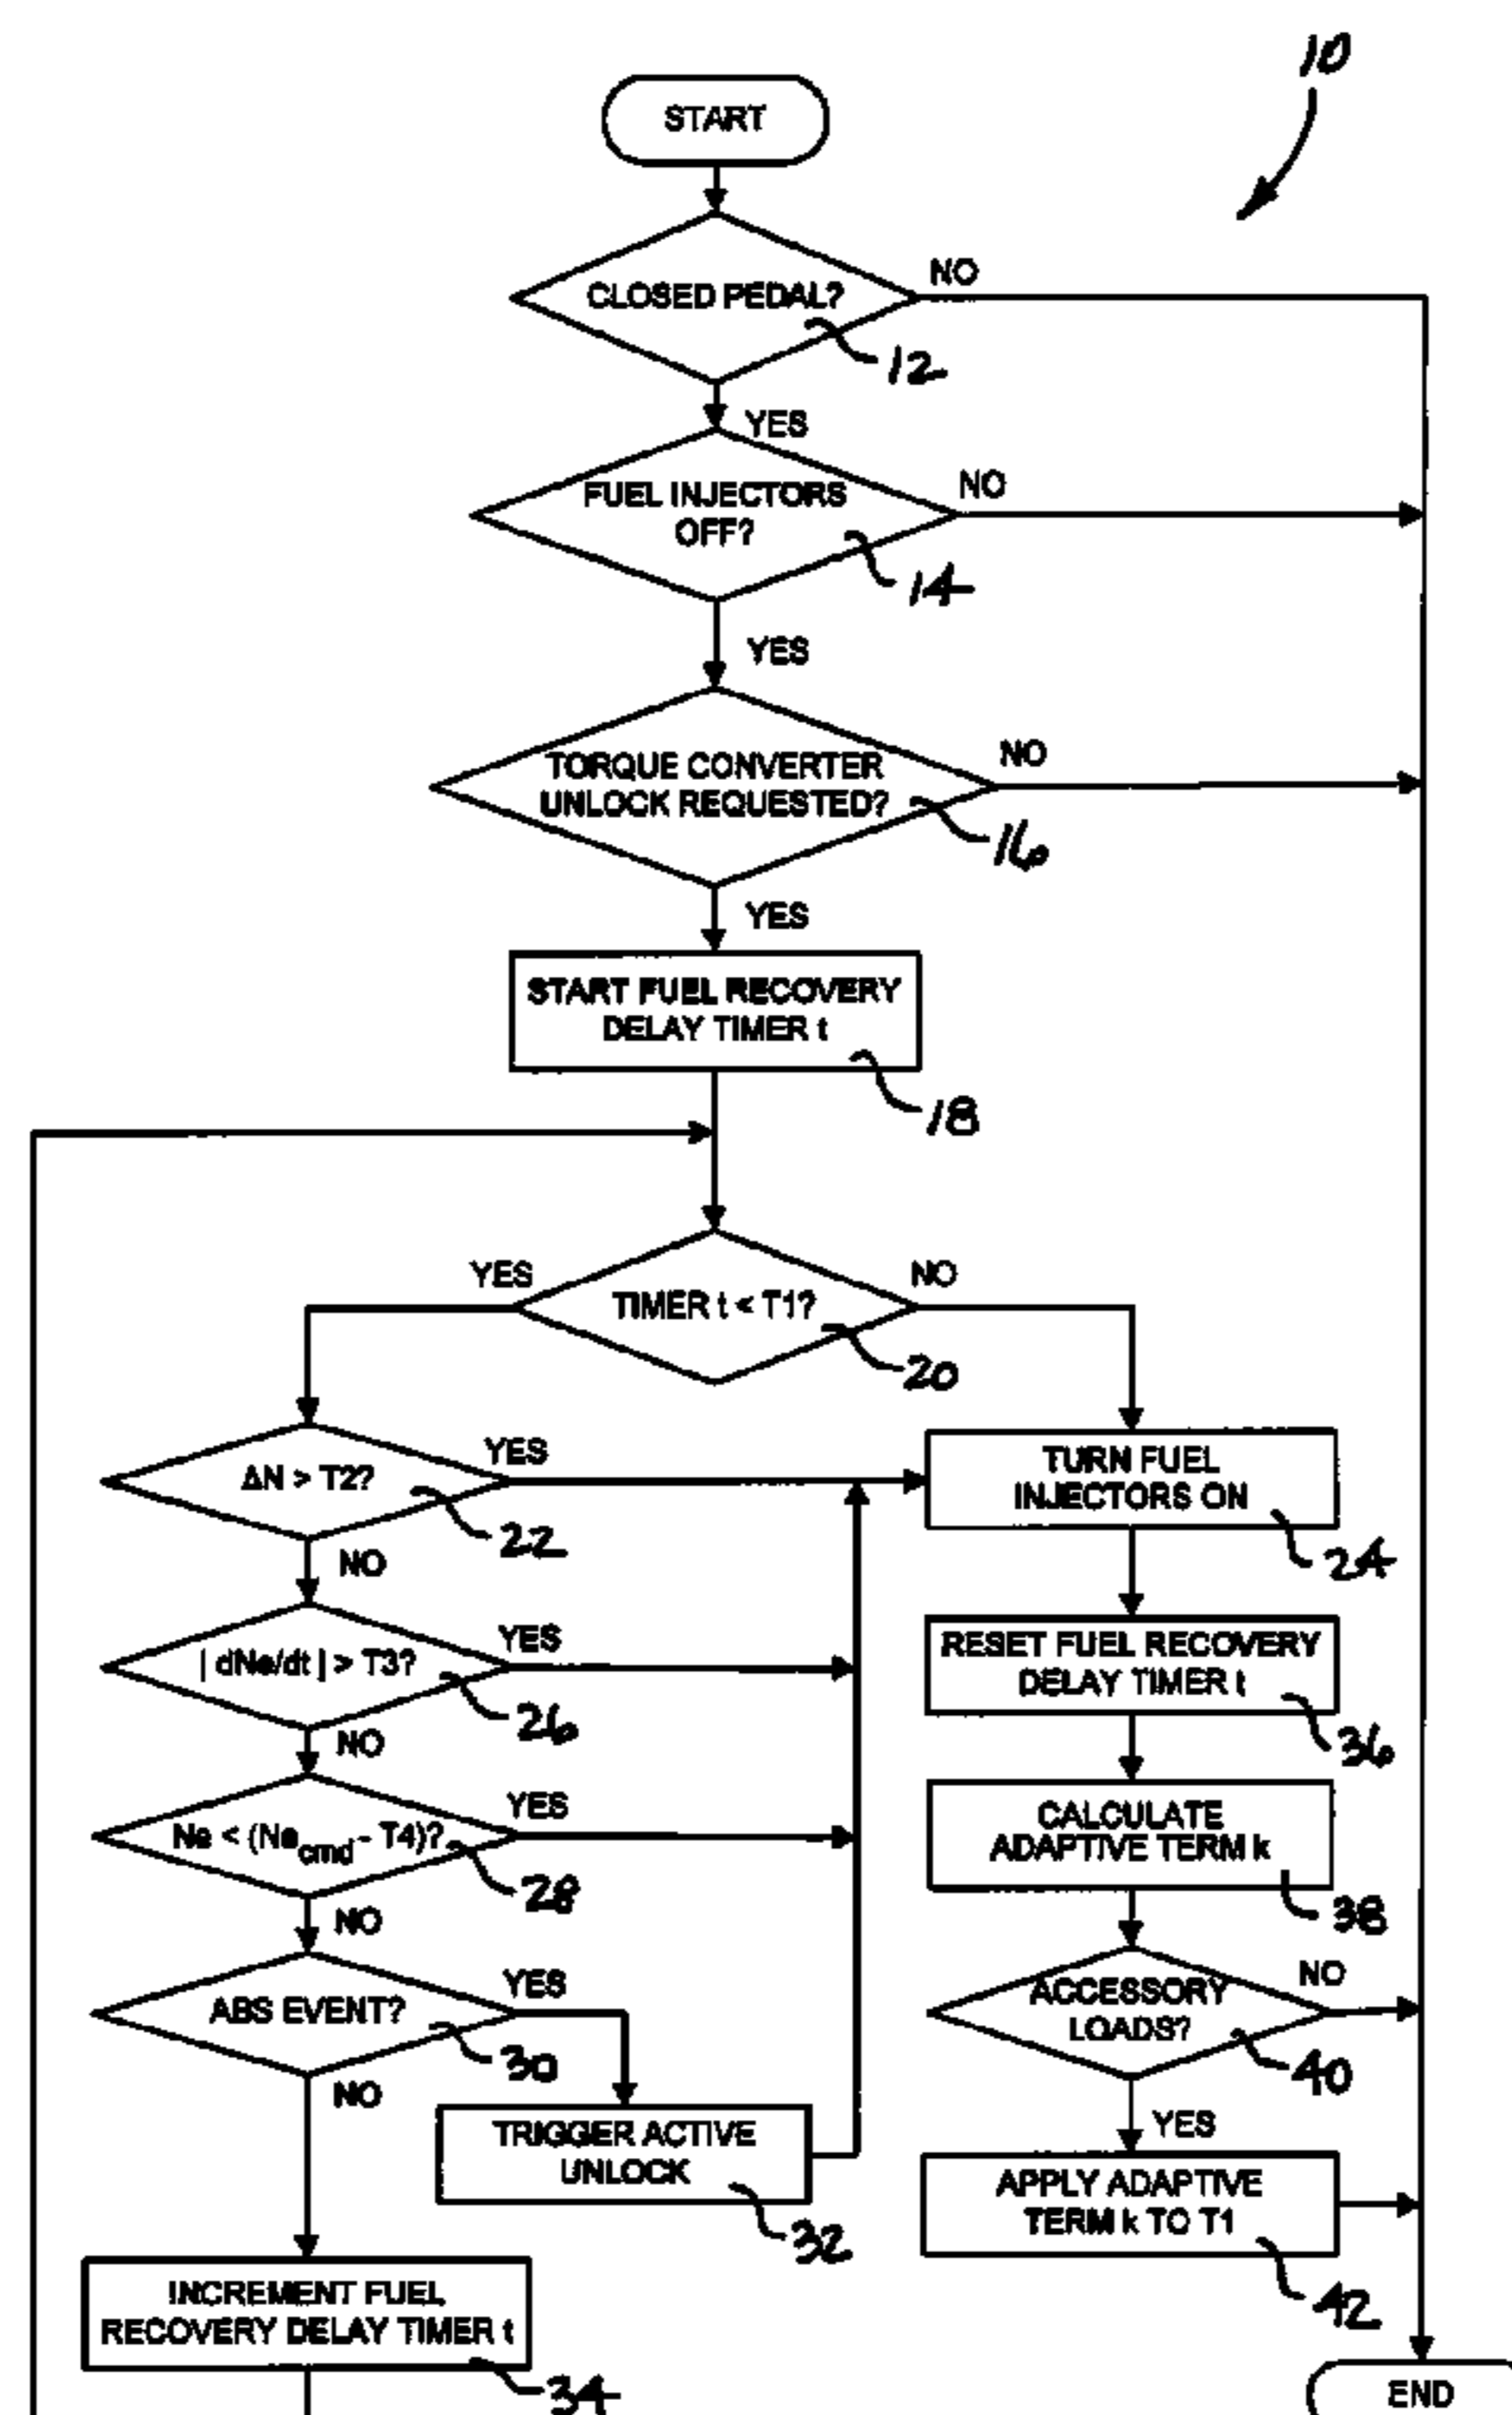 10
START
CLOSED PEDAL?
NO
12
YES
FUEL INJECTORS
OFF?
NO
14
YES
TORQUE CONVERTER
UNLOCK REQUESTED?
NO
16
YES
START FUEL RECOVERY
DELAY TIMER t
18
YES
TIMER t < T1?
NO
20
ΔN > T2?
YES
22
NO
| dNe/dt | > T3?
YES
26
NO
Ne < (Necmd - T4)?
YES
28
NO
ABS EVENT?
YES
30
NO
TRIGGER ACTIVE
UNLOCK
32
INCREMENT FUEL
RECOVERY DELAY TIMER t
34
TURN FUEL
INJECTORS ON
24
RESET FUEL RECOVERY
DELAY TIMER t
36
CALCULATE
ADAPTIVE TERM k
38
ACCESSORY
LOADS?
NO
40
YES
APPLY ADAPTIVE
TERM k TO T1
42
END